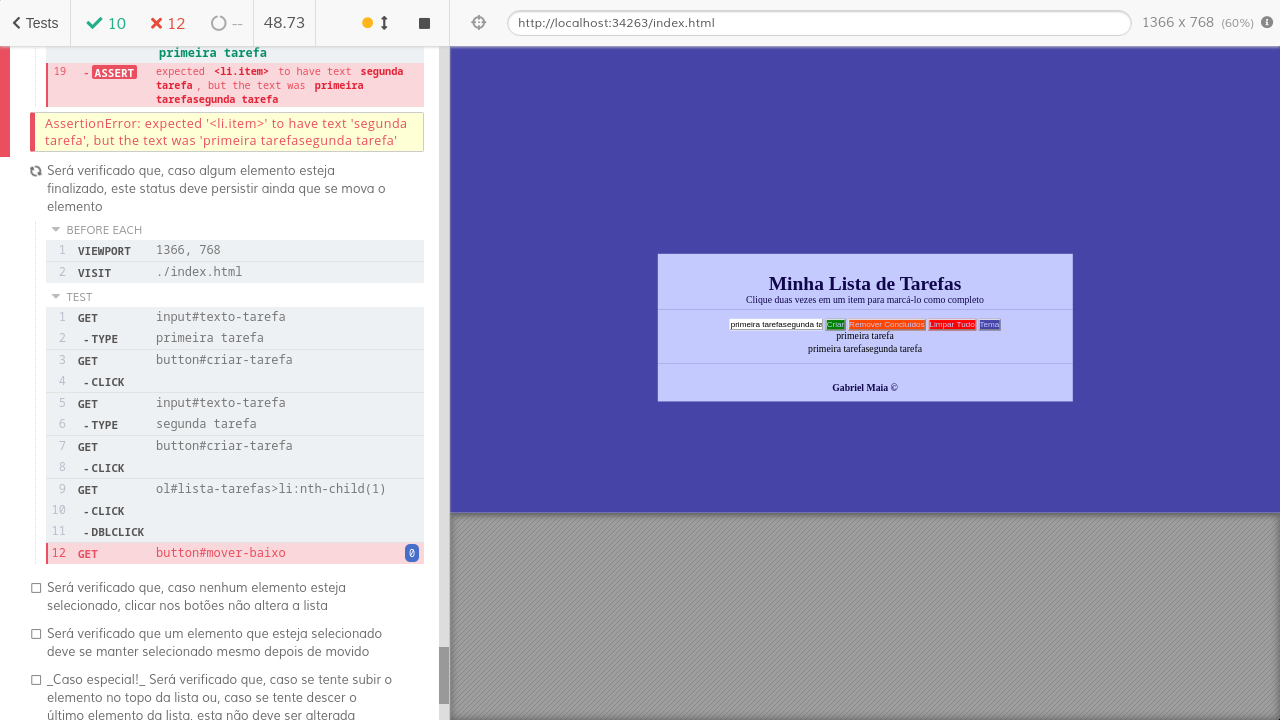 Tests
10
12
--
48.73
http://localhost:34263/index.html
1366 x 768 (60%)
primeira tarefa
19 -ASSERT expected <li.item> to have text segunda
tarefa , but the text was primeira
tarefasegunda tarefa
AssertionError: expected '<li.item>' to have text 'segunda
tarefa', but the text was 'primeira tarefasegunda tarefa'
Será verificado que, caso algum elemento esteja
finalizado, este status deve persistir ainda que se mova o
elemento
BEFORE EACH
1 VIEWPORT 1366, 768
2 VISIT ./index.html
TEST
1 GET input#texto-tarefa
2 -TYPE primeira tarefa
3 GET button#criar-tarefa
4 -CLICK
5 GET input#texto-tarefa
6 -TYPE segunda tarefa
7 GET button#criar-tarefa
8 -CLICK
9 GET ol#lista-tarefas>li:nth-child(1)
10 -CLICK
11 -DBLCLICK
12 GET button#mover-baixo 0
Será verificado que, caso nenhum elemento esteja
selecionado, clicar nos botões não altera a lista
Será verificado que um elemento que esteja selecionado
deve se manter selecionado mesmo depois de movido
_Caso especial!_ Será verificado que, caso se tente subir o
elemento no topo da lista ou, caso se tente descer o
último elemento da lista, esta não deve ser alterada
Minha Lista de Tarefas
Clique duas vezes em um item para marcá-lo como completo
primeira tarefasegunda te Criar Remover Concluídos Limpar Tudo Tema
primeira tarefa
primeira tarefasegunda tarefa
Gabriel Maia ©